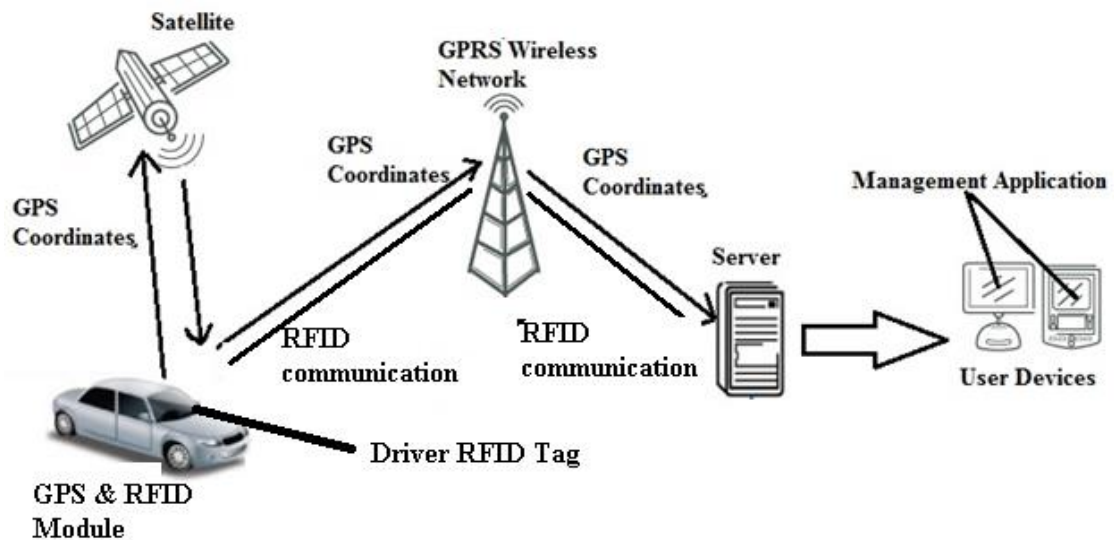 Satellite
GPRS Wireless
Network
GPS
Coordinates,
GPS
Coordinates,
GPS
Coordinates,
Management Application
Server
RFID
communication
RFID
communication
User Devices
Driver RFID Tag
GPS & RFID
Module